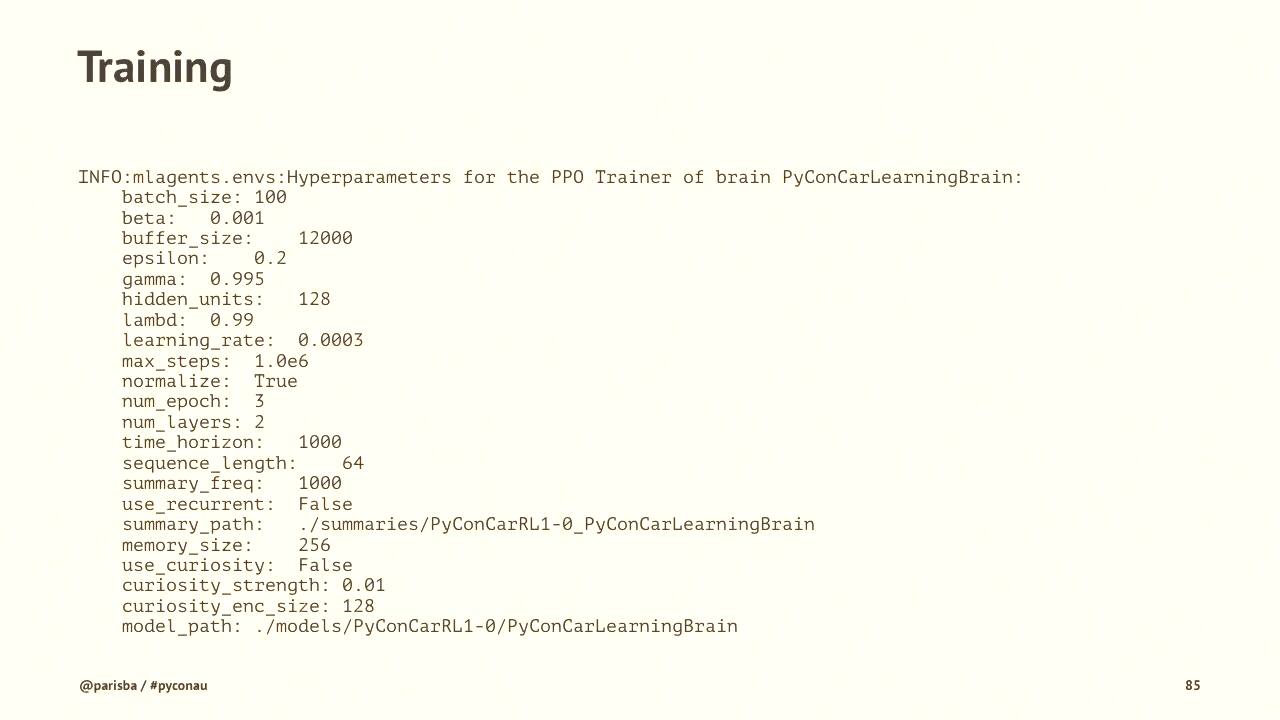 Training
INFO:mlagents.envs:Hyperparameters for the PPO Trainer of brain PyConCarLearningBrain:
    batch_size: 100
    beta:   0.001
    buffer_size:    12000
    epsilon:    0.2
    gamma:  0.995
    hidden_units:   128
    lambd:  0.99
    learning_rate:  0.0003
    max_steps:  1.0e6
    normalize:  True
    num_epoch:  3
    num_layers: 2
    time_horizon:   1000
    sequence_length:    64
    summary_freq:   1000
    use_recurrent:  False
    summary_path:   ./summaries/PyConCarRL1-0_PyConCarLearningBrain
    memory_size:    256
    use_curiosity:  False
    curiosity_strength: 0.01
    curiosity_enc_size: 128
    model_path: ./models/PyConCarRL1-0/PyConCarLearningBrain
@parisba / #pyconau
85